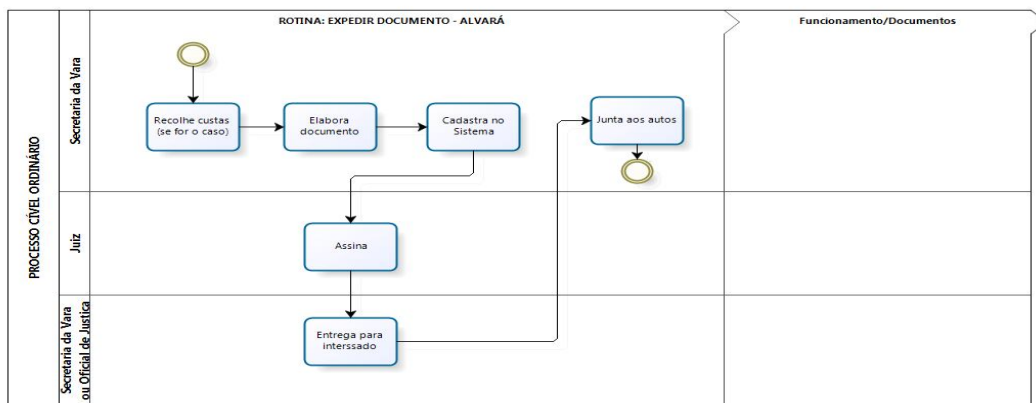 ROTINA: EXPEDIR DOCUMENTO - ALVARÁ
Funcionamento/Documentos
PROCESSO CÍVEL ORDINÁRIO
Secretaria da Vara
Recolhe custas
(se for o caso)
Elabora
documento
Cadastra no
Sistema
Junta aos autos
Juiz
Assina
Secretaria da Vara
ou Oficial de Justica
Entrega para
interssado